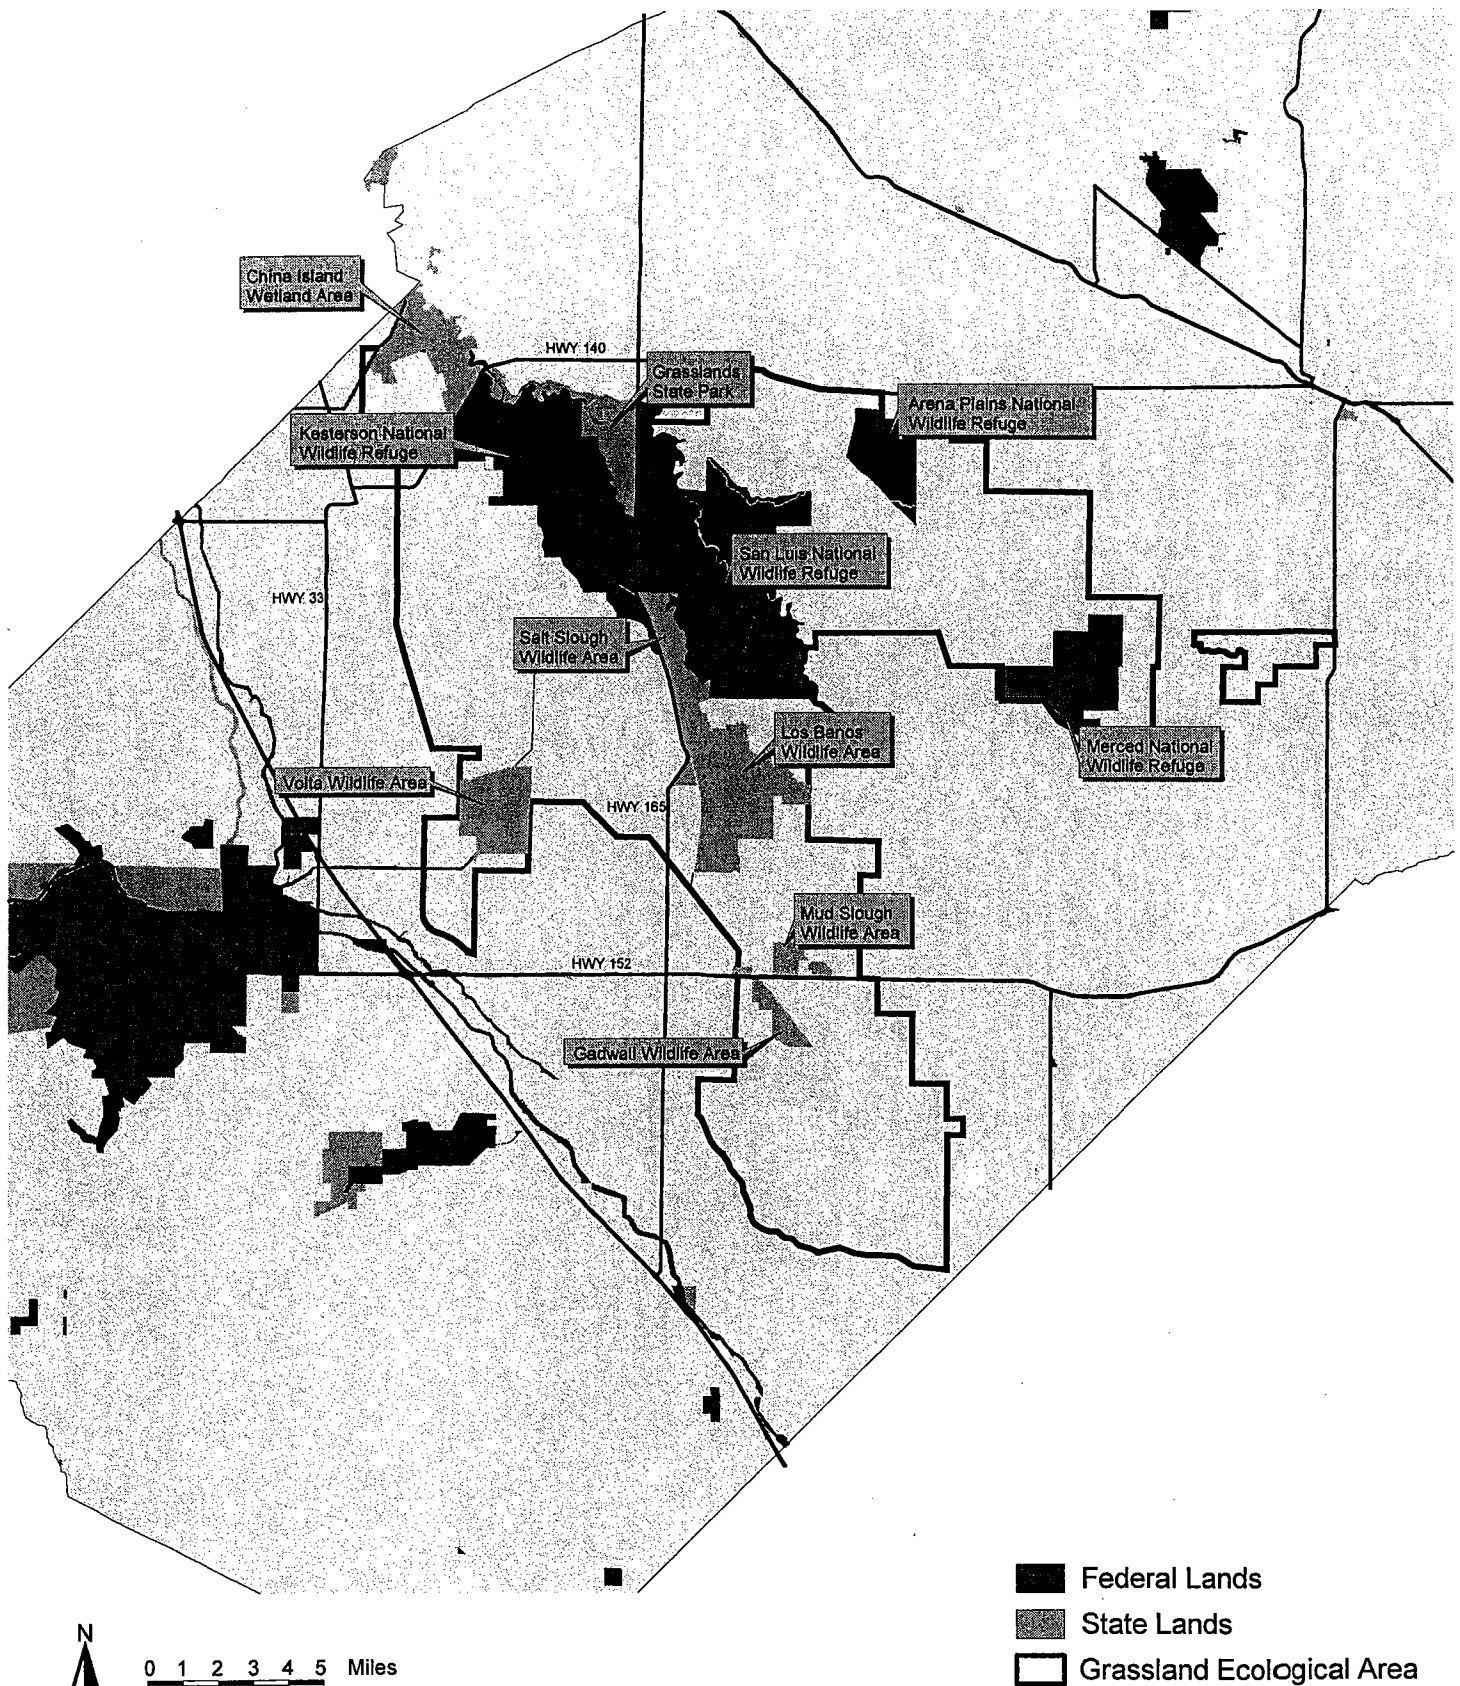 China Island
Wetland Area
HWY 140
Grasslands
State Park
Arena Plains National
Wildlife Refuge
Kesterson National
Wildlife Refuge
San Luis National
Wildlife Refuge
HWY 33
Salt Slough
Wildlife Area
Los Banos
Wildlife Area
Merced National
Wildlife Refuge
Volta Wildlife Area
HWY 165
Mud Slough
Wildlife Area
HWY 152
Gadwall Wildlife Area
Federal Lands
State Lands
Grassland Ecological Area
N
0 1 2 3 4 5 Miles